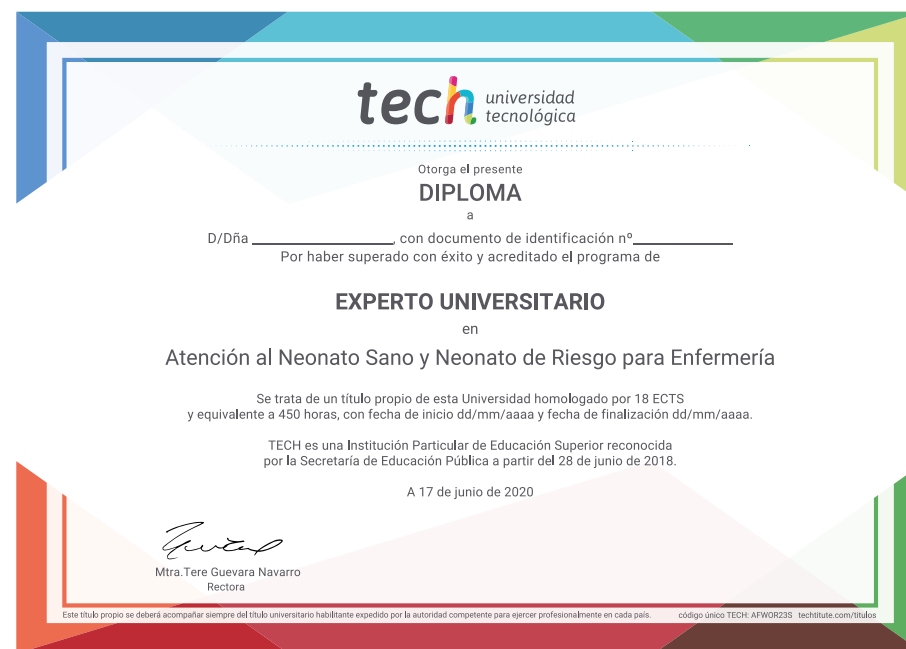 tech universidad
tecnológica
Otorga el presente
DIPLOMA
a
D/Dña ____________________, con documento de identificación nº______________
Por haber superado con éxito y acreditado el programa de
EXPERTO UNIVERSITARIO
en
Atención al Neonato Sano y Neonato de Riesgo para Enfermería
Se trata de un título propio de esta Universidad homologado por 18 ECTS
y equivalente a 450 horas, con fecha de inicio dd/mm/aaaa y fecha de finalización dd/mm/aaaa.
TECH es una Institución Particular de Educación Superior reconocida
por la Secretaría de Educación Pública a partir del 28 de junio de 2018.
A 17 de junio de 2020
Mtra.Tere Guevara Navarro
Rectora
Este título propio se deberá acompañar siempre del título universitario habilitante expedido por la autoridad competente para ejercer profesionalmente en cada país. código único TECH: AFWOR23S techtitute.com/titulos